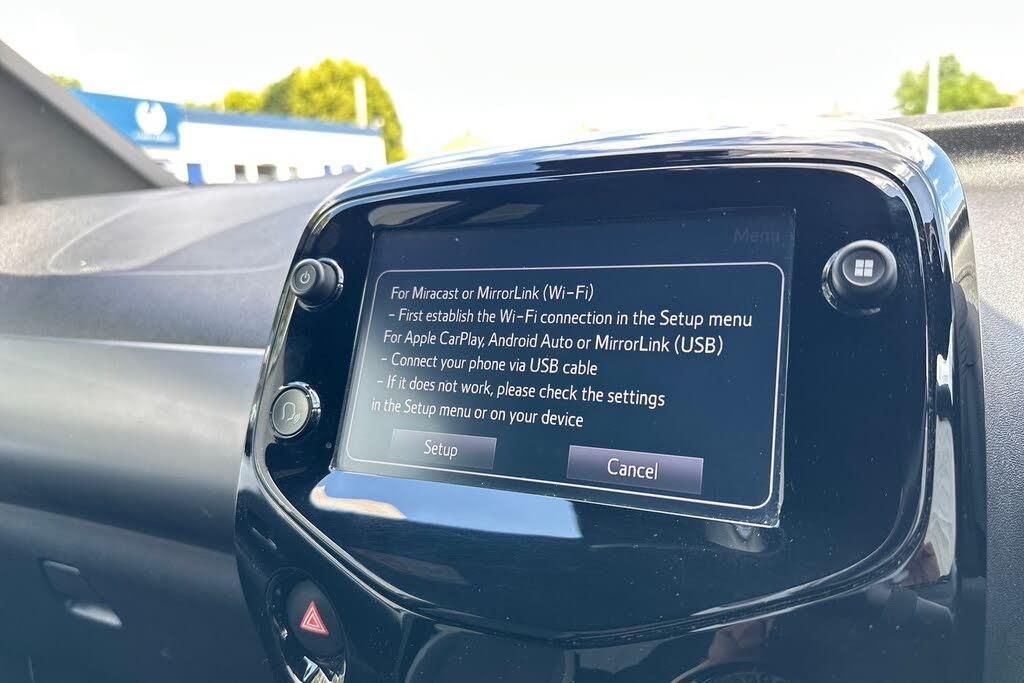 Menu
For Miracast or MirrorLink (Wi-Fi)
- First establish the Wi-Fi connection in the Setup menu
For Apple CarPlay, Android Auto or MirrorLink (USB)
- Connect your phone via USB cable
- If it does not work, please check the settings
in the Setup menu or on your device
Setup
Cancel